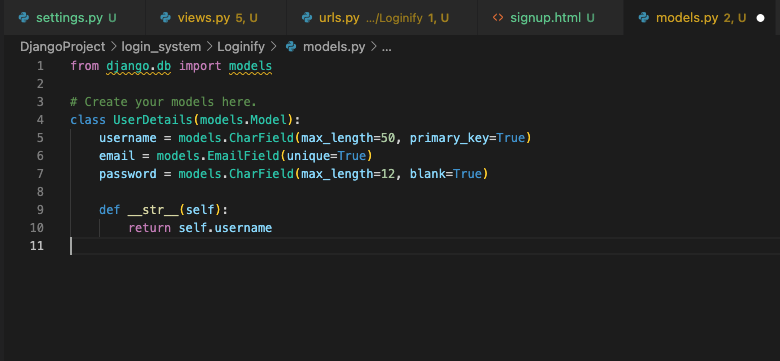 settings.py U views.py 5, U urls.py .../Loginify 1, U <> signup.html U models.py 2, U ●
DjangoProject > login_system > Loginify > models.py > ...
1 from django.db import models
2
3 # Create your models here.
4 class UserDetails(models.Model):
5     username = models.CharField(max_length=50, primary_key=True)
6     email = models.EmailField(unique=True)
7     password = models.CharField(max_length=12, blank=True)
8
9     def __str__(self):
10         return self.username
11